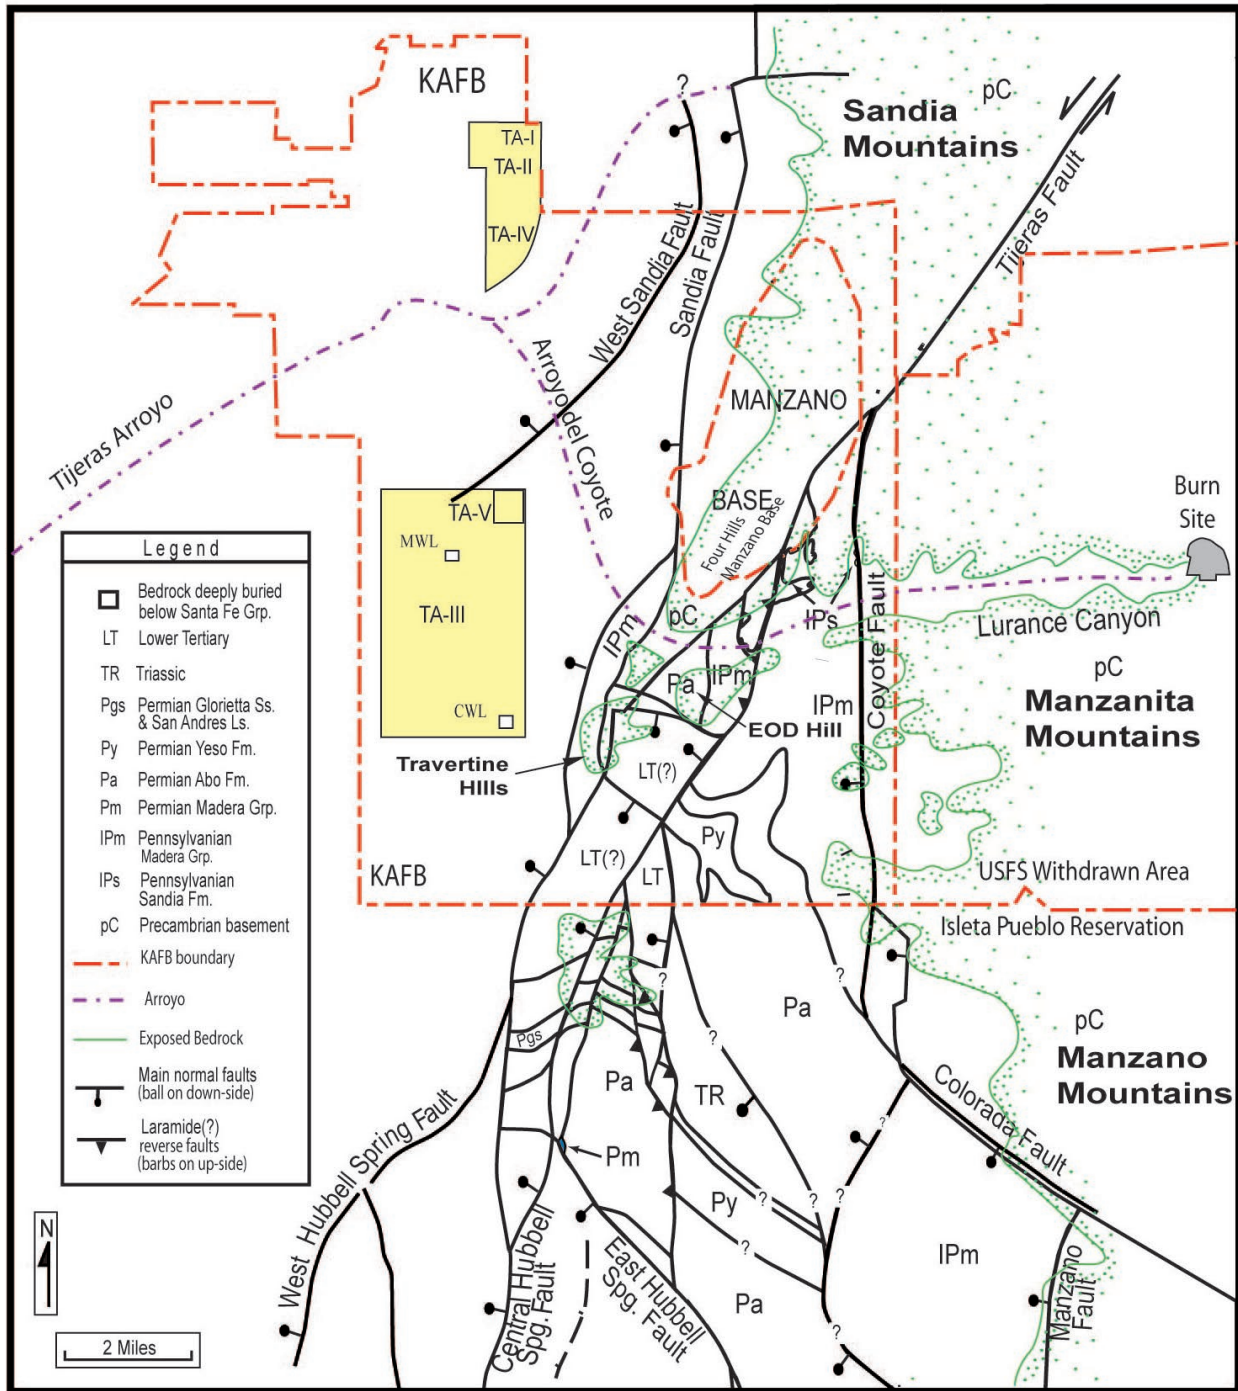 KAFB
?
pC
Sandia
Mountains
TA-I
TA-II
TA-IV
West Sandia Fault
Sandia Fault
Tijeras Fault
Tijeras Arroyo
Arroyo del Coyote
MANZANO
BASE
Four Hills
Manzano Base
TA-V
MWL
TA-III
CWL
Burn
Site
IPs
Lurance Canyon
pC
IPm
Pa
IPm
IPm
Coyote Fault
pC
Manzanita
Mountains
EOD Hill
Travertine
HIlls
LT(?)
Py
LT(?)
LT
KAFB
USFS Withdrawn Area
Isleta Pueblo Reservation
?
?
?
Pa
pC
Manzano
Mountains
Pgs
Pa
TR
?
?
?
Colorada Fault
Pm
Py
?
?
?
?
IPm
West Hubbell Spring Fault
Central Hubbell
Spg. Fault
East Hubbell
Spg. Fault
Pa
Manzano
Fault
?
?
Legend
Bedrock deeply buried
below Santa Fe Grp.
LT Lower Tertiary
TR Triassic
Pgs Permian Glorietta Ss.
& San Andres Ls.
Py Permian Yeso Fm.
Pa Permian Abo Fm.
Pm Permian Madera Grp.
IPm Pennsylvanian
Madera Grp.
IPs Pennsylvanian
Sandia Fm.
pC Precambrian basement
KAFB boundary
Arroyo
Exposed Bedrock
Main normal faults
(ball on down-side)
Laramide(?)
reverse faults
(barbs on up-side)
N
2 Miles